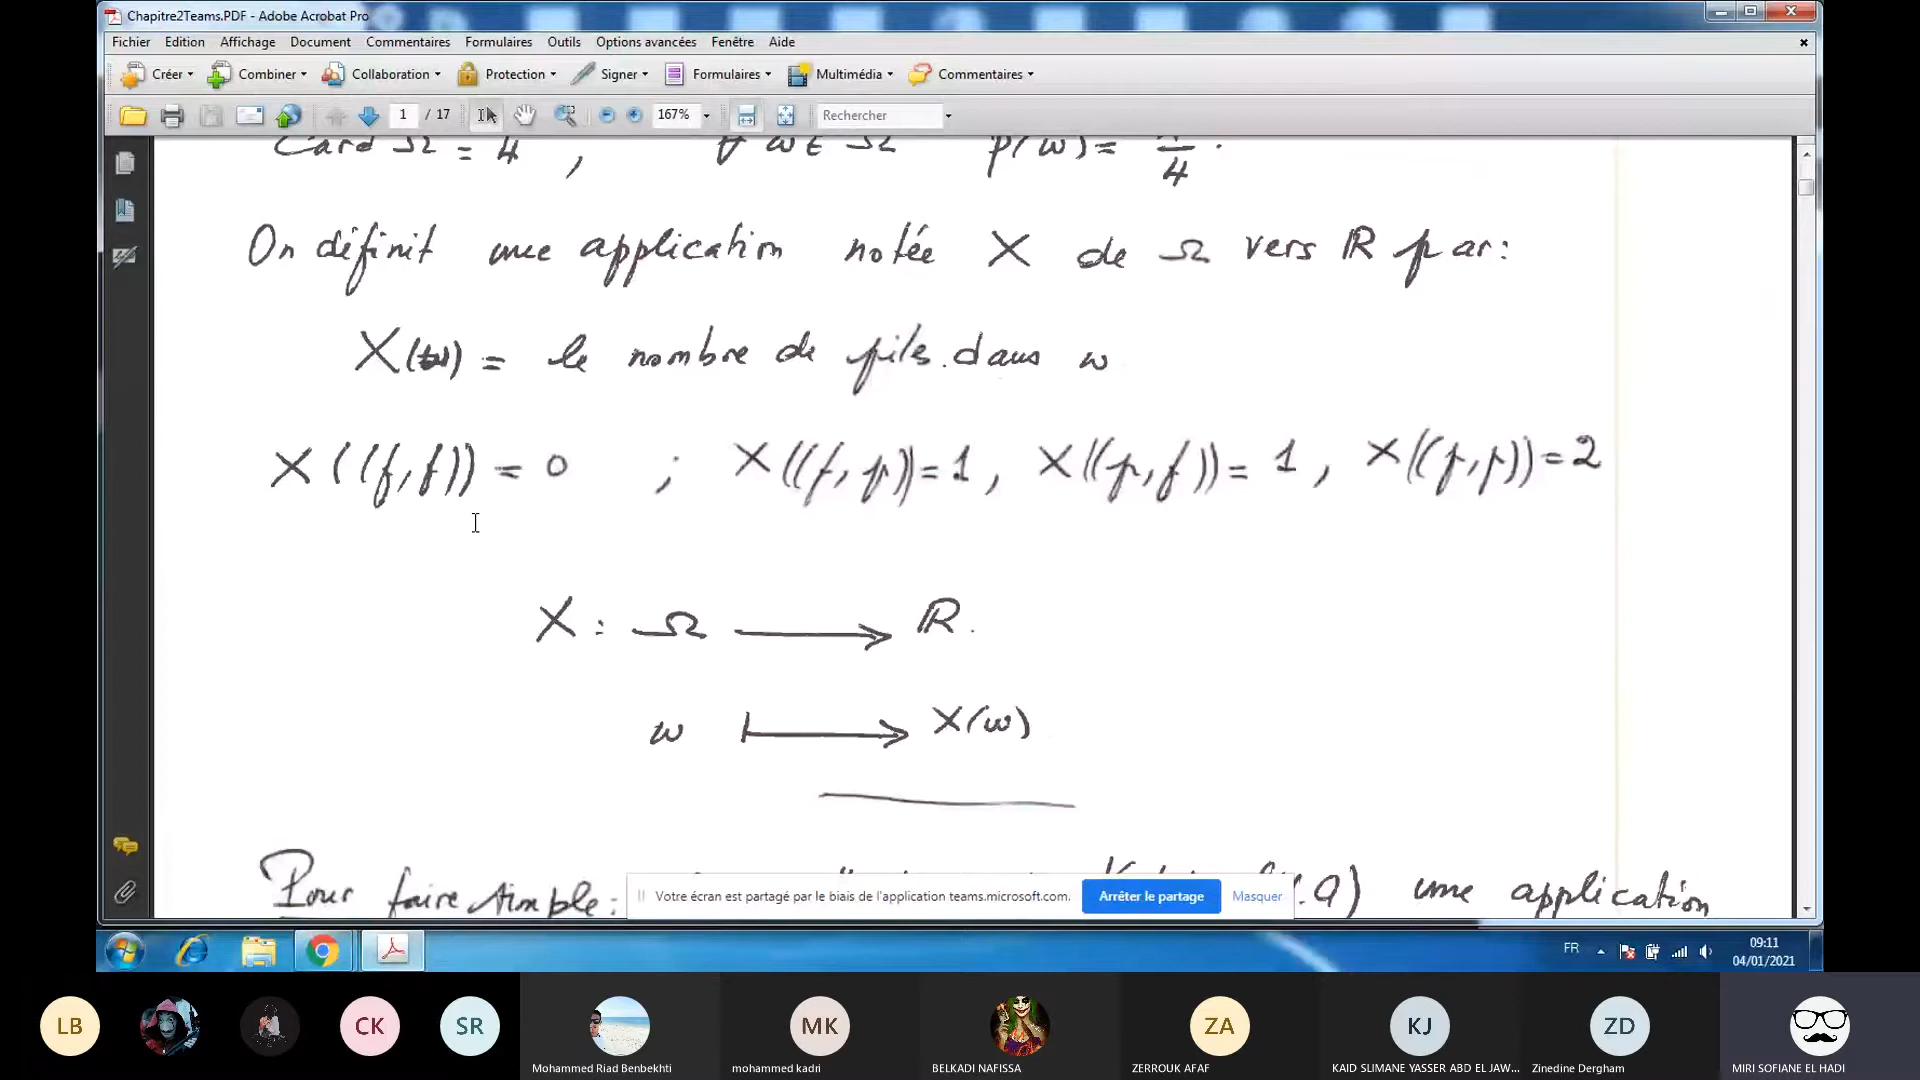 Chapitre2Teams.PDF - Adobe Acrobat Pro
Fichier Edition Affichage Document Commentaires Formulaires Outils Options avancées Fenêtre Aide
Créer Combiner Collaboration Protection Signer Formulaires Multimédia Commentaires
1 / 17 167% Rechercher
Card Ω = 4 , ∀ w ∈ Ω p(w) = 1/4 .
On définit une application notée X de Ω vers ℝ par :
X(w) = le nombre de piles dans w
X((f,f)) = 0 ; X((f,p)) = 1 , X((p,f)) = 1 , X((p,p)) = 2
X : Ω ⟶ ℝ.
w ⟼ X(w)
Pour faire simple : une application
Votre écran est partagé par le biais de l'application teams.microsoft.com. Arrêter le partage Masquer
FR 09:11
04/01/2021
LB CK SR MK ZA KJ ZD
Mohammed Riad Benbekhti mohammed kadri BELKADI NAFISSA ZERROUK AFAF KAID SLIMANE YASSER ABD EL JAW... Zinedine Dergham MIRI SOFIANE EL HADI